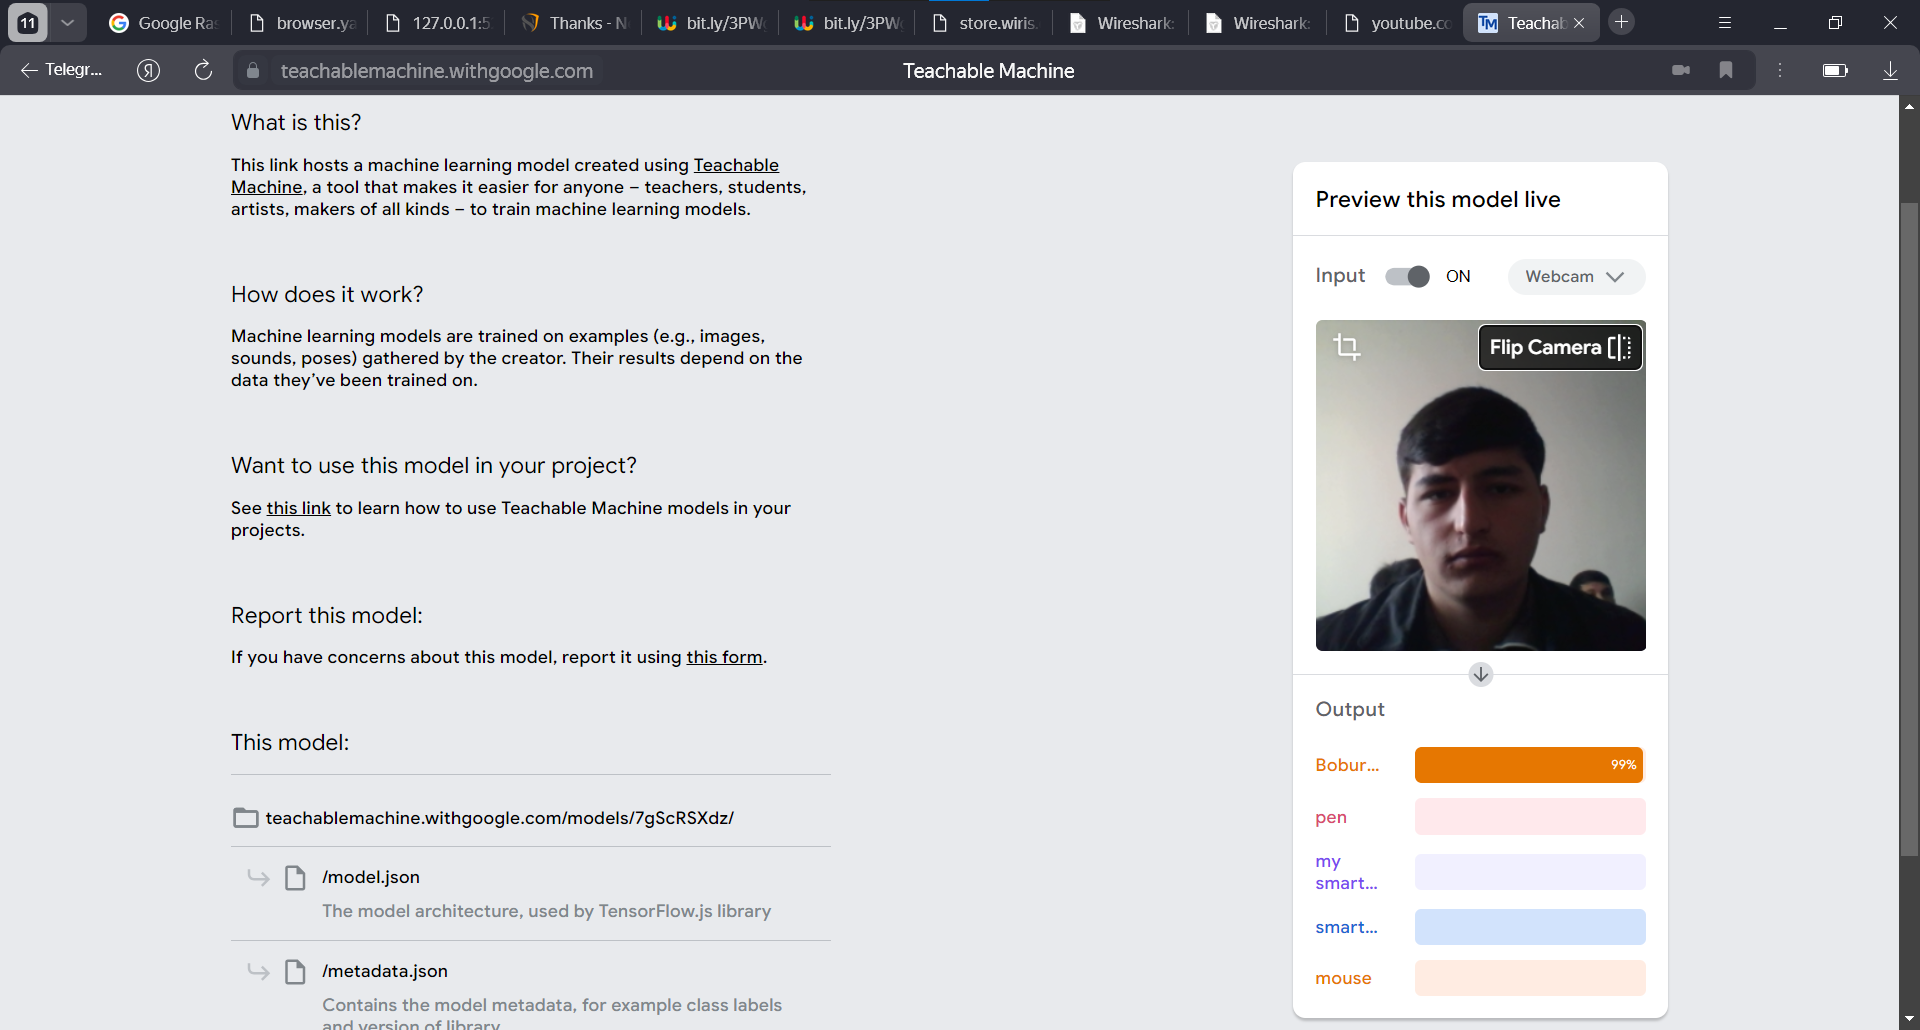 11
Google Ras
browser.ya
127.0.0.1:5
Thanks - N
bit.ly/3PW
bit.ly/3PW
store.wiris.
Wireshark:
Wireshark:
youtube.co
Teachab
Telegr...
Я
teachablemachine.withgoogle.com
Teachable Machine
What is this?
This link hosts a machine learning model created using Teachable
Machine, a tool that makes it easier for anyone – teachers, students,
artists, makers of all kinds – to train machine learning models.
How does it work?
Machine learning models are trained on examples (e.g., images,
sounds, poses) gathered by the creator. Their results depend on the
data they’ve been trained on.
Want to use this model in your project?
See this link to learn how to use Teachable Machine models in your
projects.
Report this model:
If you have concerns about this model, report it using this form.
This model:
teachablemachine.withgoogle.com/models/7gScRSXdz/
/model.json
The model architecture, used by TensorFlow.js library
/metadata.json
Contains the model metadata, for example class labels
and version of library
Preview this model live
Input
ON
Webcam
Flip Camera
Output
Bobur...
99%
pen
my
smart...
smart...
mouse